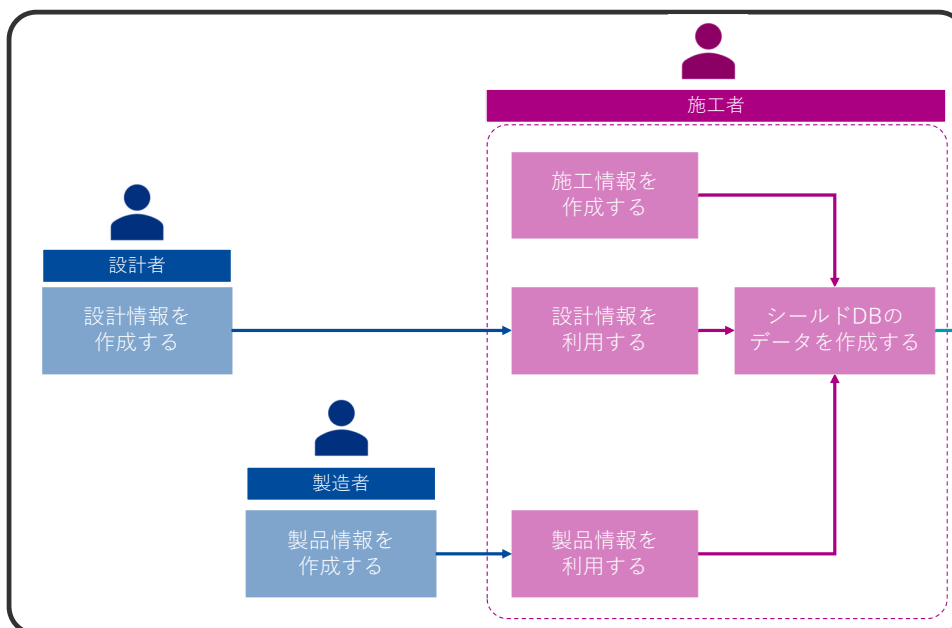 施工者
施工情報を
作成する
設計者
設計情報を
作成する
設計情報を
利用する
シールドDBの
データを作成する
製造者
製品情報を
作成する
製品情報を
利用する